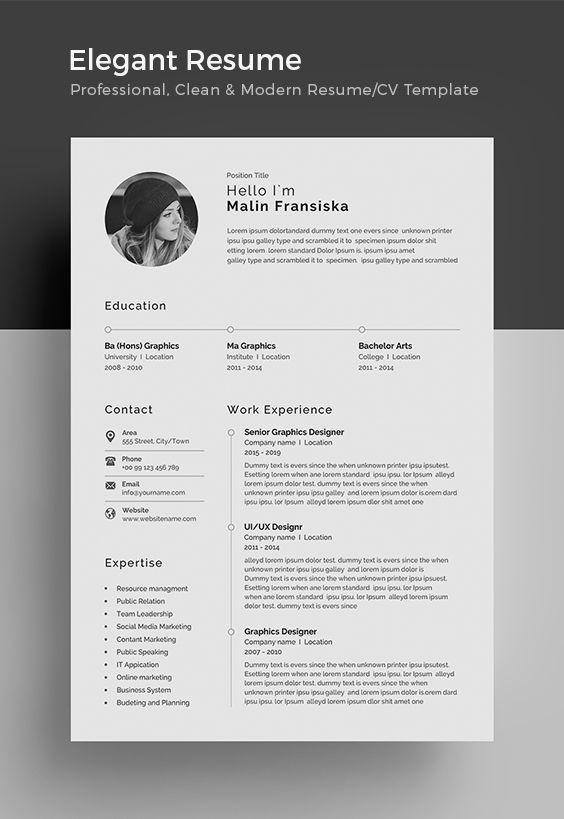 Elegant Resume
Professional, Clean & Modern Resume/CV Template
Position Title
Hello I`m
Malin Fransiska
Lorem ipsum dolortandard dummy text one evers since unknown printer
ipsu ipsu galley type and scrambled it to specimen ipsum dolor shit
etting lorem lorem standard Dolor Ipsum is. ipsum amet
galley type and scrambled it to specimen. ipsu galley type and scrambled
Education
Ba (Hons) Graphics
University I Location
2008 - 2010
Ma Graphics
Institute I Location
2011 - 2014
Bachelor Arts
College I Location
2011 - 2014
Contact
Area
555 Street, City/Town
Phone
+00 99 123 456 789
Email
info@yourname.com
Website
www.websitename.com
Expertise
• Resource managment
• Public Relation
• Team Leadership
• Social Media Marketing
• Contant Marketing
• Public Speaking
• IT Appication
• Online marketing
• Business System
• Budeting and Planning
Work Experience
Senior Graphics Designer
Company name I Location
2015 - 2019
Dummy text is evers since the when unknown printer ipsu ipsutest.
Esetting lorem when ane lorem standard ipsu ipsu. lor Ipsum alleyd
lorem ipsum dolor test. dummy text is evers since the when
unknown printer ipsu ipsu galley and lorem ipsum dolor is.orem dard
ipsu ipsu. lor Ipsum alleyd lorem ipsum dolor sit amet one
UI/UX Designr
Company name I Location
2011 - 2014
alleyd lorem ipsum dolor test. dummy text is evers since the when
unknown printer ipsu ipsu galley and lorem ipsum dolor is
Dummy text is evers since the when unknown printer ipsu ipsutest.
Esetting lorem when ane lorem standard ipsu ipsu. lor Ipsum
when ane lorem standard ipsu ipsu. lor Ipsum alleyd lorem ipsum
dolor test. dummy text is evers since
Graphics Designer
Company name I Location
2007 - 2010
Dummy text is evers since the when unknown printer ipsu ipsutest.
Esetting lorem when ane lorem standard ipsu ipsu. lor Ipsum alleyd
lorem ipsum dolor test. dummy text is evers since the when
unknown printer ipsu ipsu galley and lorem ipsum dolor is.orem dard
ipsu ipsu. lor Ipsum alleyd lorem ipsum dolor sit amet one